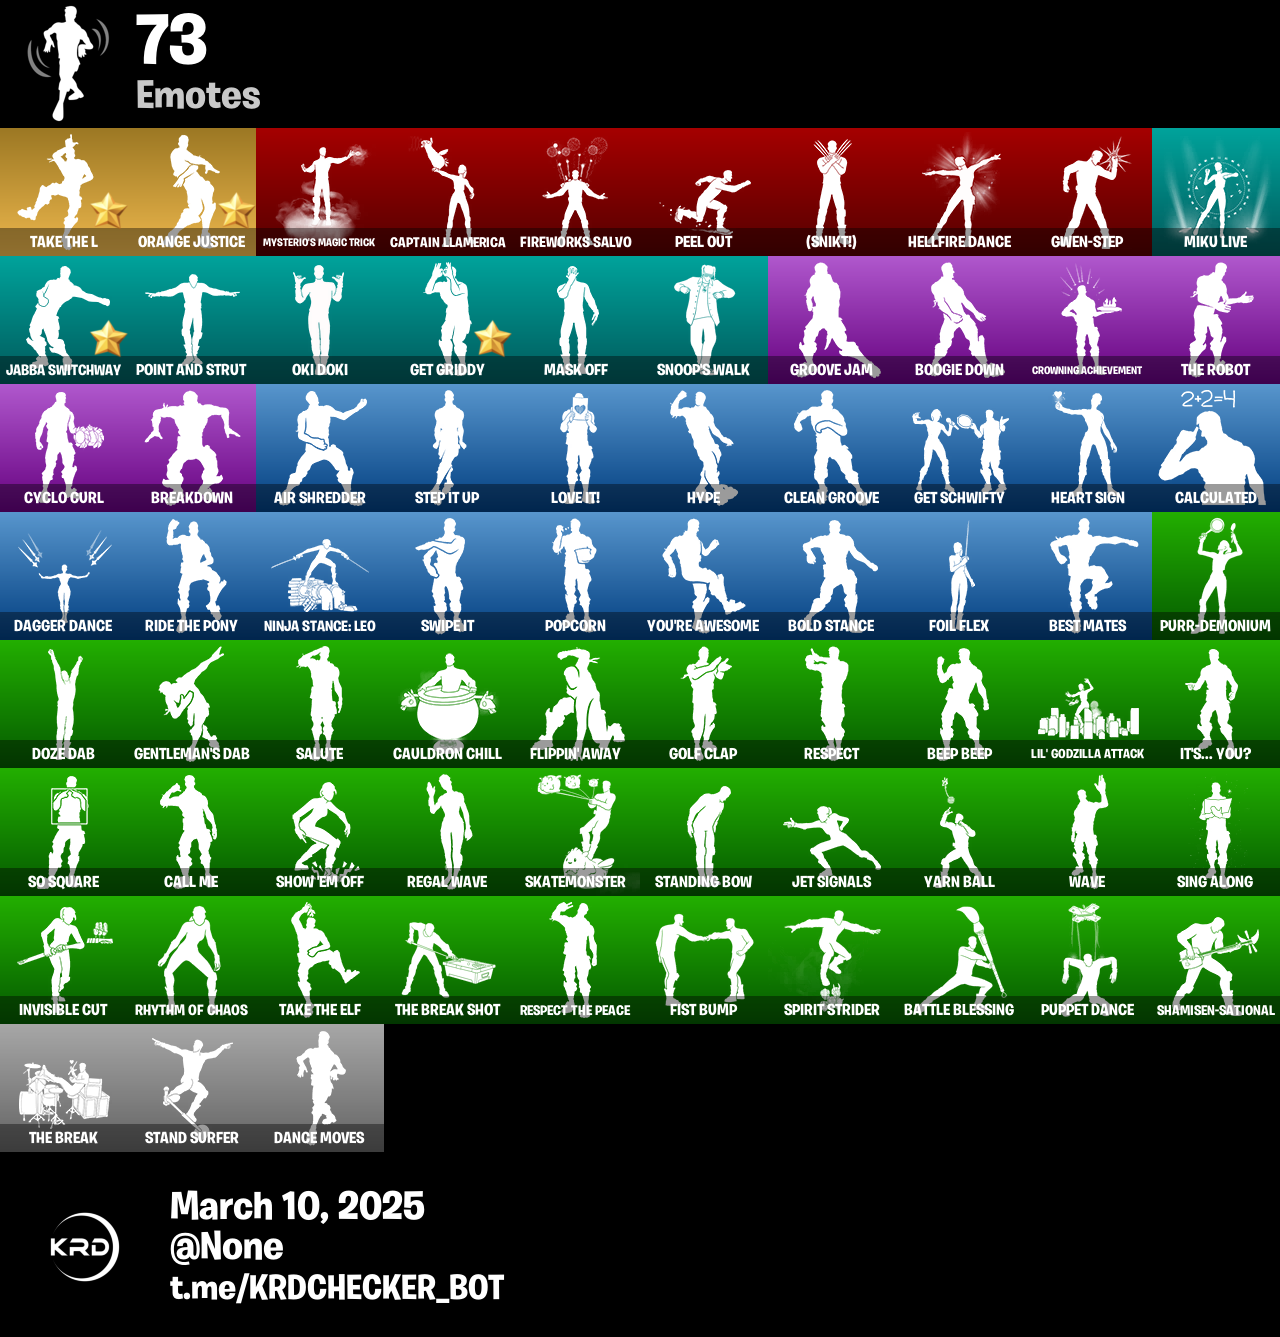 73
Emotes
TAKE THE L
ORANGE JUSTICE
MYSTERIO'S MAGIC TRICK
CAPTAIN LLAMERICA
FIREWORKS SALVO
PEEL OUT
(SNIKT!)
HELLFIRE DANCE
GWEN-STEP
MIKU LIVE
JABBA SWITCHWAY
POINT AND STRUT
OKI DOKI
GET GRIDDY
MASK OFF
SNOOP'S WALK
GROOVE JAM
BOOGIE DOWN
CROWNING ACHIEVEMENT
THE ROBOT
CYCLO CURL
BREAKDOWN
AIR SHREDDER
STEP IT UP
LOVE IT!
HYPE
CLEAN GROOVE
GET SCHWIFTY
HEART SIGN
2+2=4
CALCULATED
DAGGER DANCE
RIDE THE PONY
NINJA STANCE: LEO
SWIPE IT
POPCORN
YOU'RE AWESOME
BOLD STANCE
FOIL FLEX
BEST MATES
PURR-DEMONIUM
DOZE DAB
GENTLEMAN'S DAB
SALUTE
CAULDRON CHILL
FLIPPIN' AWAY
GOLF CLAP
RESPECT
BEEP BEEP
LIL' GODZILLA ATTACK
IT'S... YOU?
SO SQUARE
CALL ME
SHOW 'EM OFF
REGAL WAVE
SKATEMONSTER
STANDING BOW
JET SIGNALS
YARN BALL
WAVE
SING ALONG
INVISIBLE CUT
RHYTHM OF CHAOS
TAKE THE ELF
THE BREAK SHOT
RESPECT THE PEACE
FIST BUMP
SPIRIT STRIDER
BATTLE BLESSING
PUPPET DANCE
SHAMISEN-SATIONAL
THE BREAK
STAND SURFER
DANCE MOVES
KRD
March 10, 2025
@None
t.me/KRDCHECKER_BOT